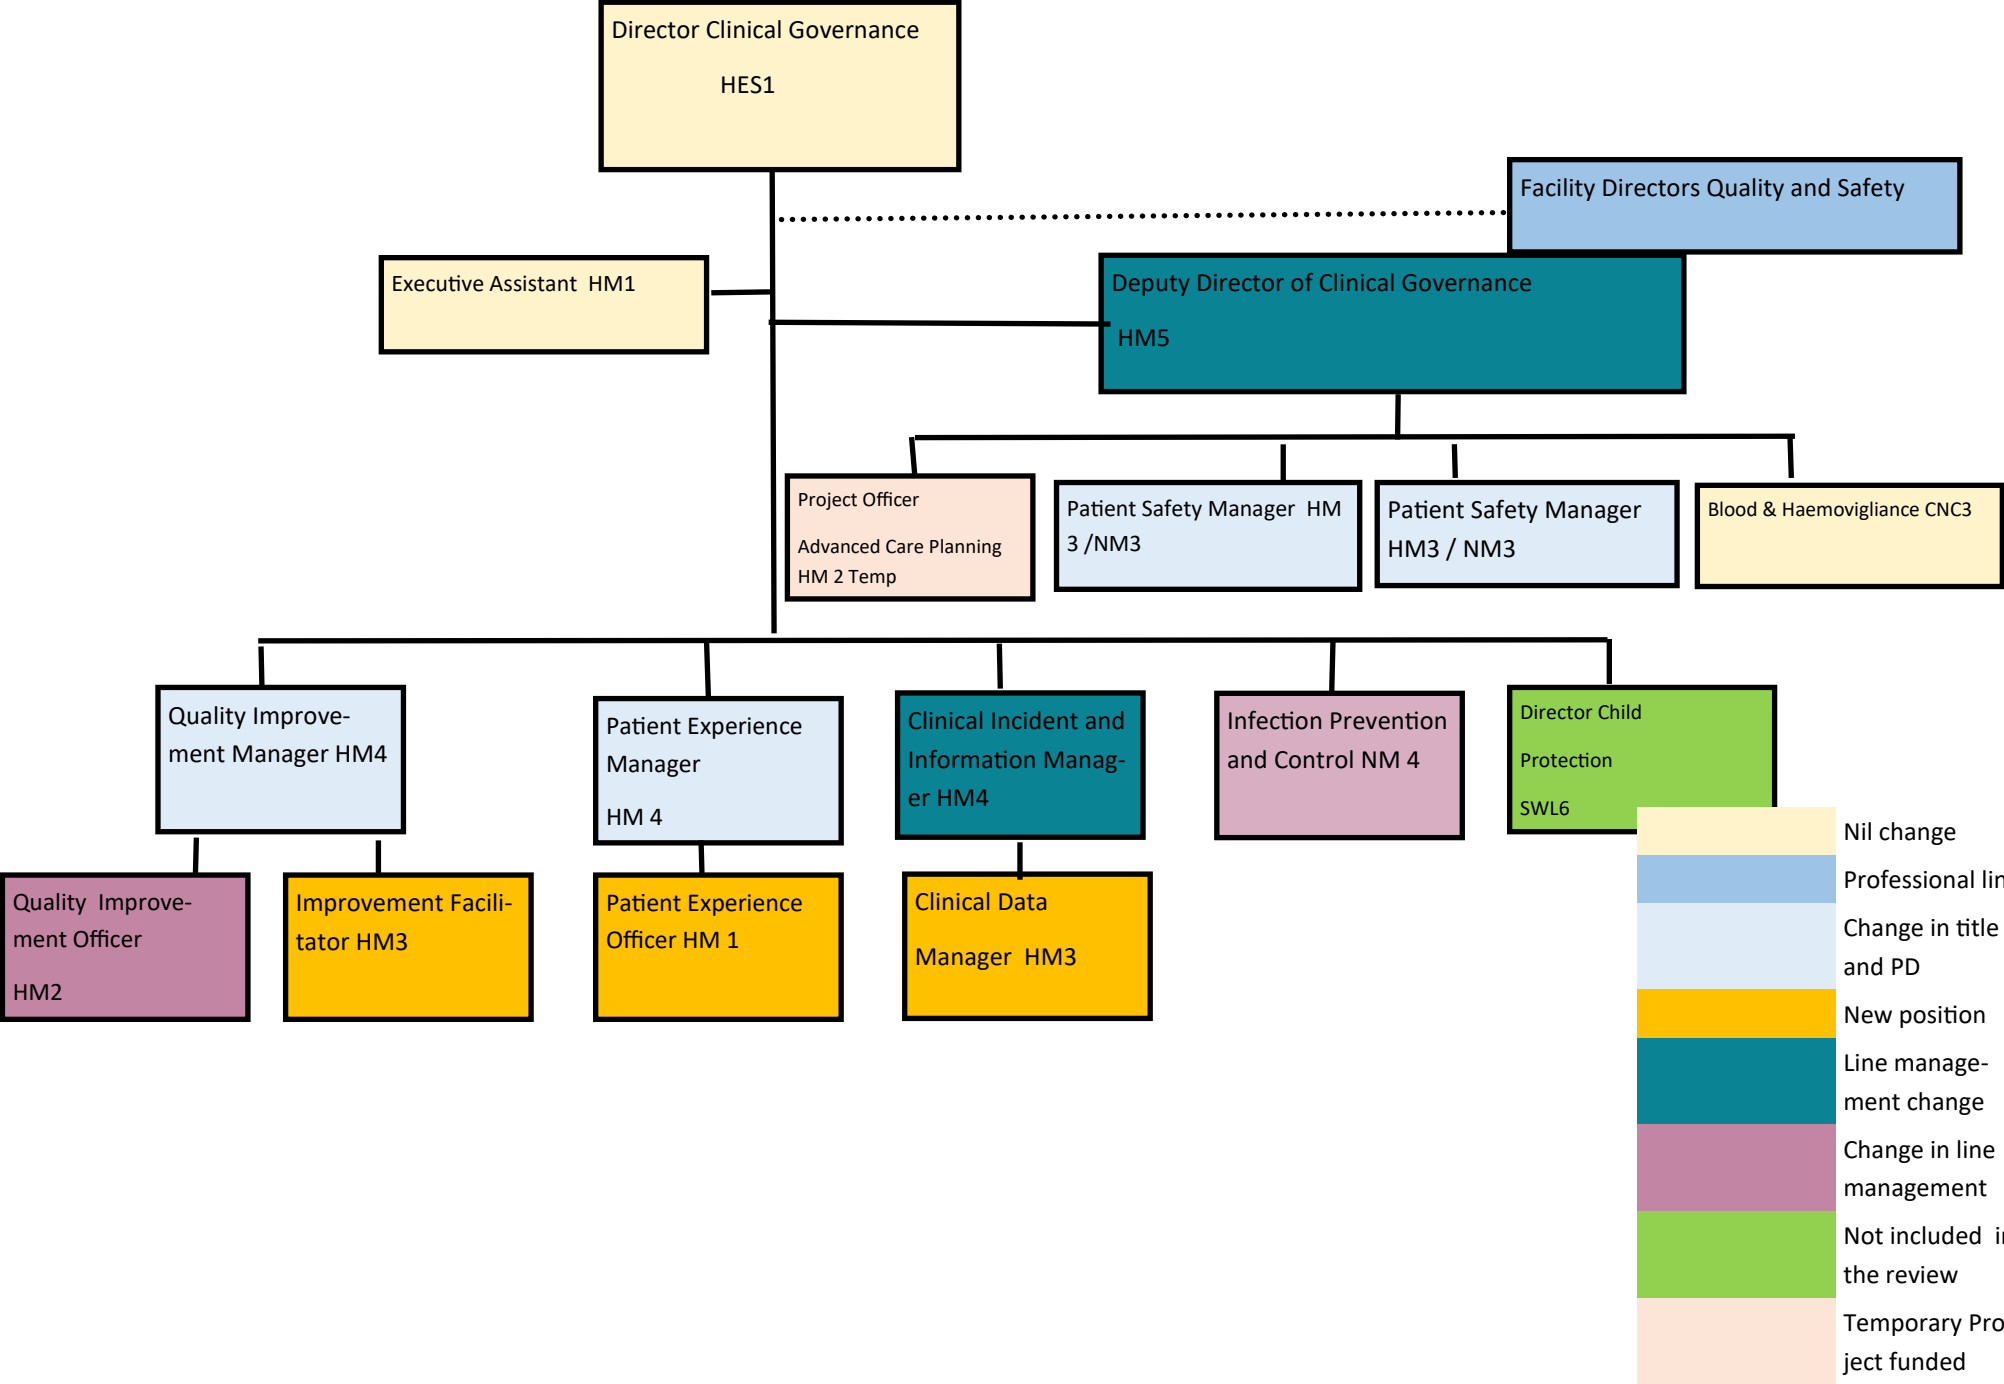 Director Clinical Governance
HES1
Facility Directors Quality and Safety
Executive Assistant  HM1
Deputy Director of Clinical Governance
HM5
Project Officer
Advanced Care Planning
HM 2 Temp
Patient Safety Manager  HM
3 /NM3
Patient Safety Manager
HM3 / NM3
Blood & Haemovigliance CNC3
Quality Improve-
ment Manager HM4
Patient Experience
Manager
HM 4
Clinical Incident and
Information Manag-
er HM4
Infection Prevention
and Control NM 4
Director Child
Protection
SWL6
Quality  Improve-
ment Officer
HM2
Improvement Facili-
tator HM3
Patient Experience
Officer HM 1
Clinical Data
Manager  HM3
Nil change
Professional
Change in title
and PD
New position
Line manage-
ment change
Change in line
management
Not included
the review
Temporary Pro
ject funded